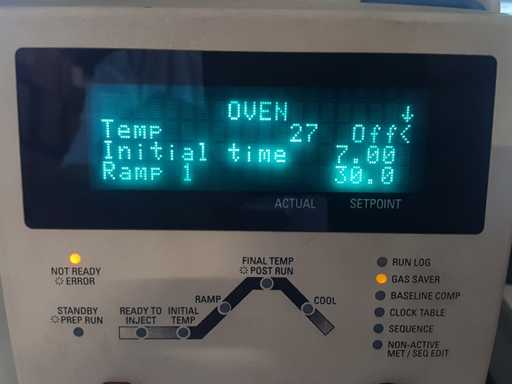 OVEN ↓
Temp 27 Off<
Initial time 7.00
Ramp 1 30.0
ACTUAL SETPOINT
NOT READY
☼ ERROR
STANDBY
☼ PREP RUN
READY TO
INJECT
INITIAL
TEMP
RAMP
FINAL TEMP
☼ POST RUN
COOL
RUN LOG
GAS SAVER
BASELINE COMP
CLOCK TABLE
SEQUENCE
NON-ACTIVE
MET / SEQ EDIT